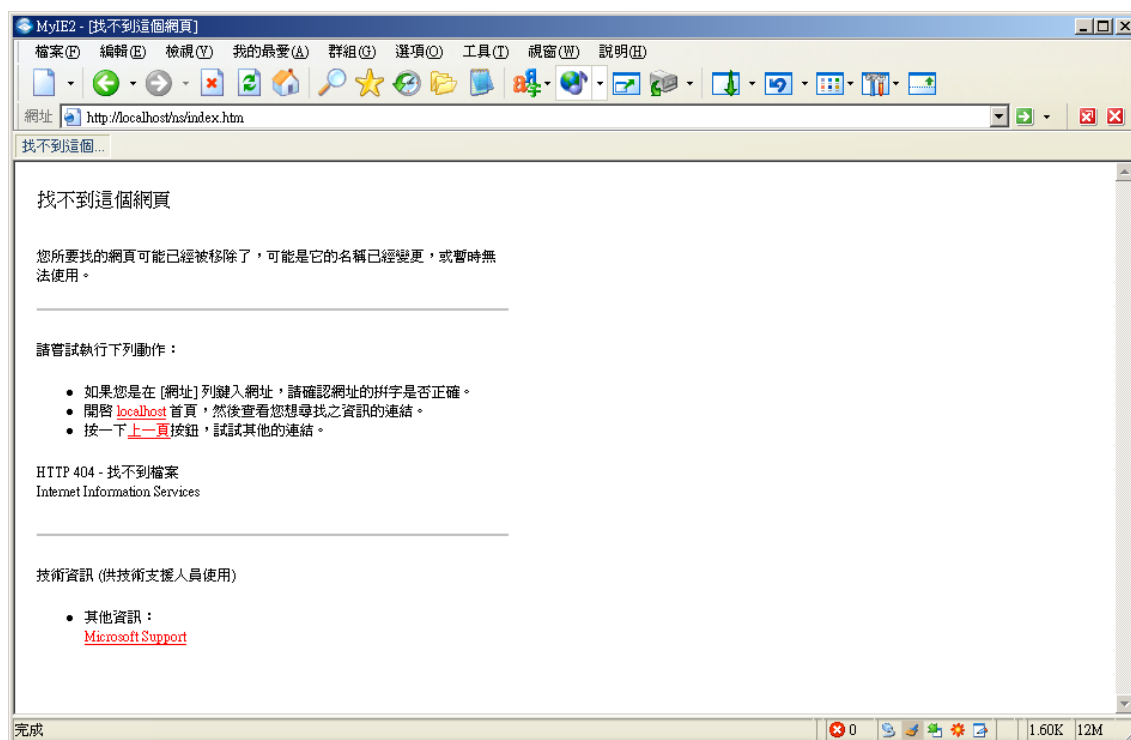 MyIE2 - [找不到這個網頁]
檔案(F) 編輯(E) 檢視(V) 我的最愛(A) 群組(G) 選項(O) 工具(T) 視窗(W) 說明(H)
網址 http://localhost/ns/index.htm
找不到這個...
找不到這個網頁
您所要找的網頁可能已經被移除了，可能是它的名稱已經變更，或暫時無
法使用。
請嘗試執行下列動作：
• 如果您是在 [網址] 列鍵入網址，請確認網址的拼字是否正確。
• 開啓 localhost 首頁，然後查看您想尋找之資訊的連結。
• 按一下上一頁按鈕，試試其他的連結。
HTTP 404 - 找不到檔案
Internet Information Services
技術資訊 (供技術支援人員使用)
• 其他資訊：
Microsoft Support
完成 0 1.60K 12M